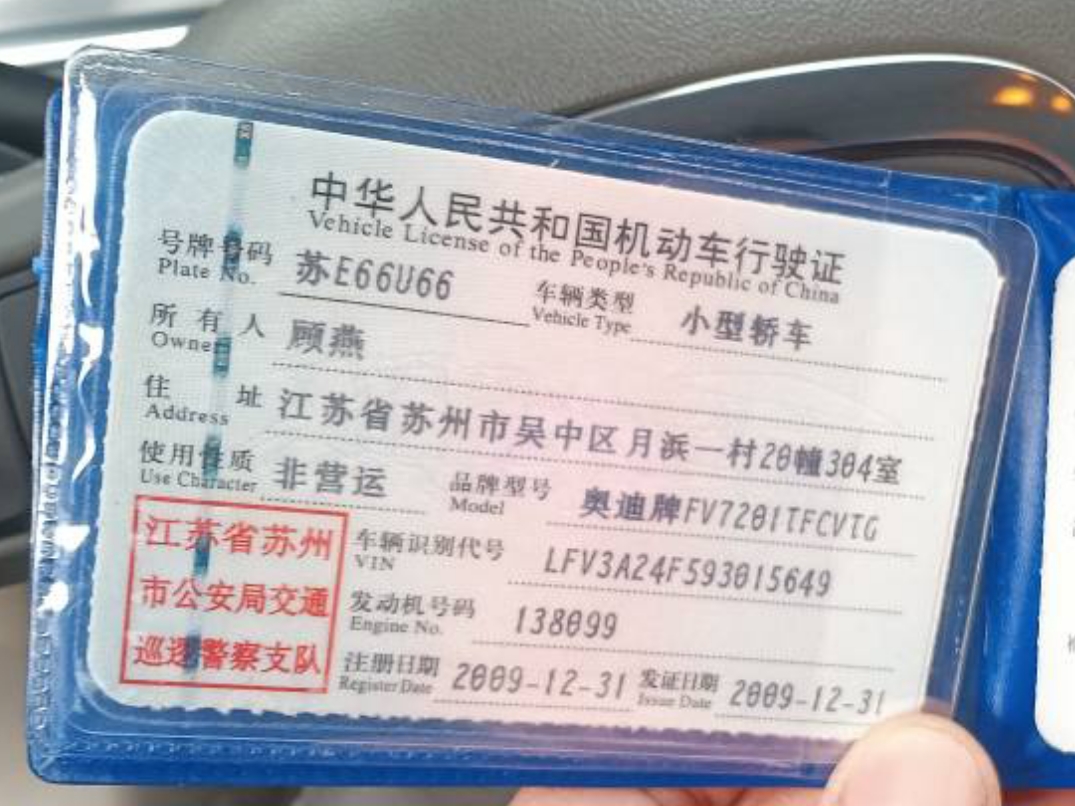 中华人民共和国机动车行驶证
Vehicle License of the People's Republic of China
号牌号码 苏E66U66 车辆类型 小型轿车
Plate No. Vehicle Type
所有人 顾燕
Owner
住址 江苏省苏州市吴中区月浜一村20幢304室
Address
使用性质 非营运 品牌型号 奥迪牌FV7201TFCVTG
Use Character Model
江苏省苏州
市公安局交通
巡逻警察支队
车辆识别代号 LFV3A24F593015649
VIN
发动机号码 138099
Engine No.
注册日期 2009-12-31 发证日期 2009-12-31
Register Date Issue Date